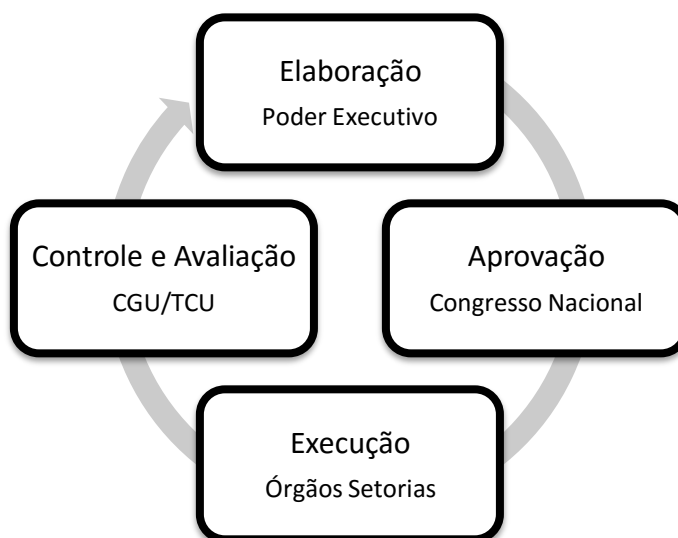 Elaboração
Poder Executivo
Controle e Avaliação
CGU/TCU
Aprovação
Congresso Nacional
Execução
Órgãos Setorias